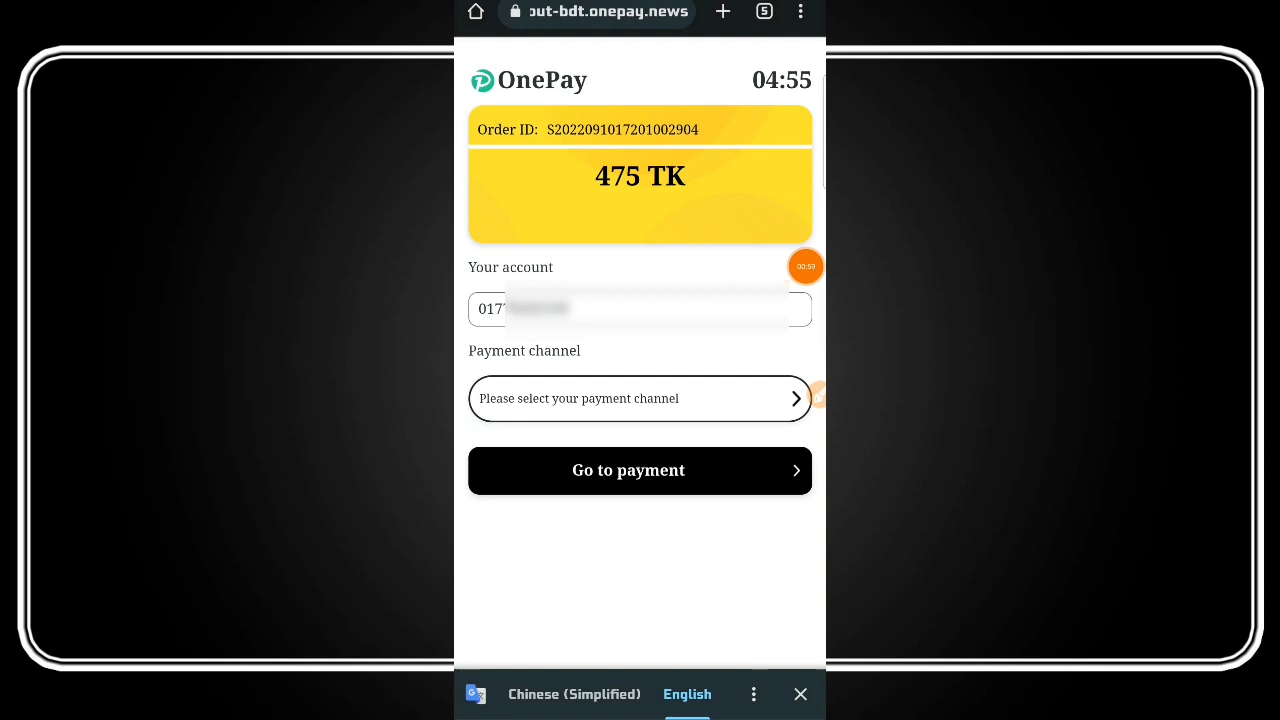 out-bdt.onepay.news
5
OnePay
04:55
Order ID: S2022091017201002904
475 TK
Your account
00:59
017
Payment channel
Please select your payment channel
Go to payment
Chinese (Simplified)
English